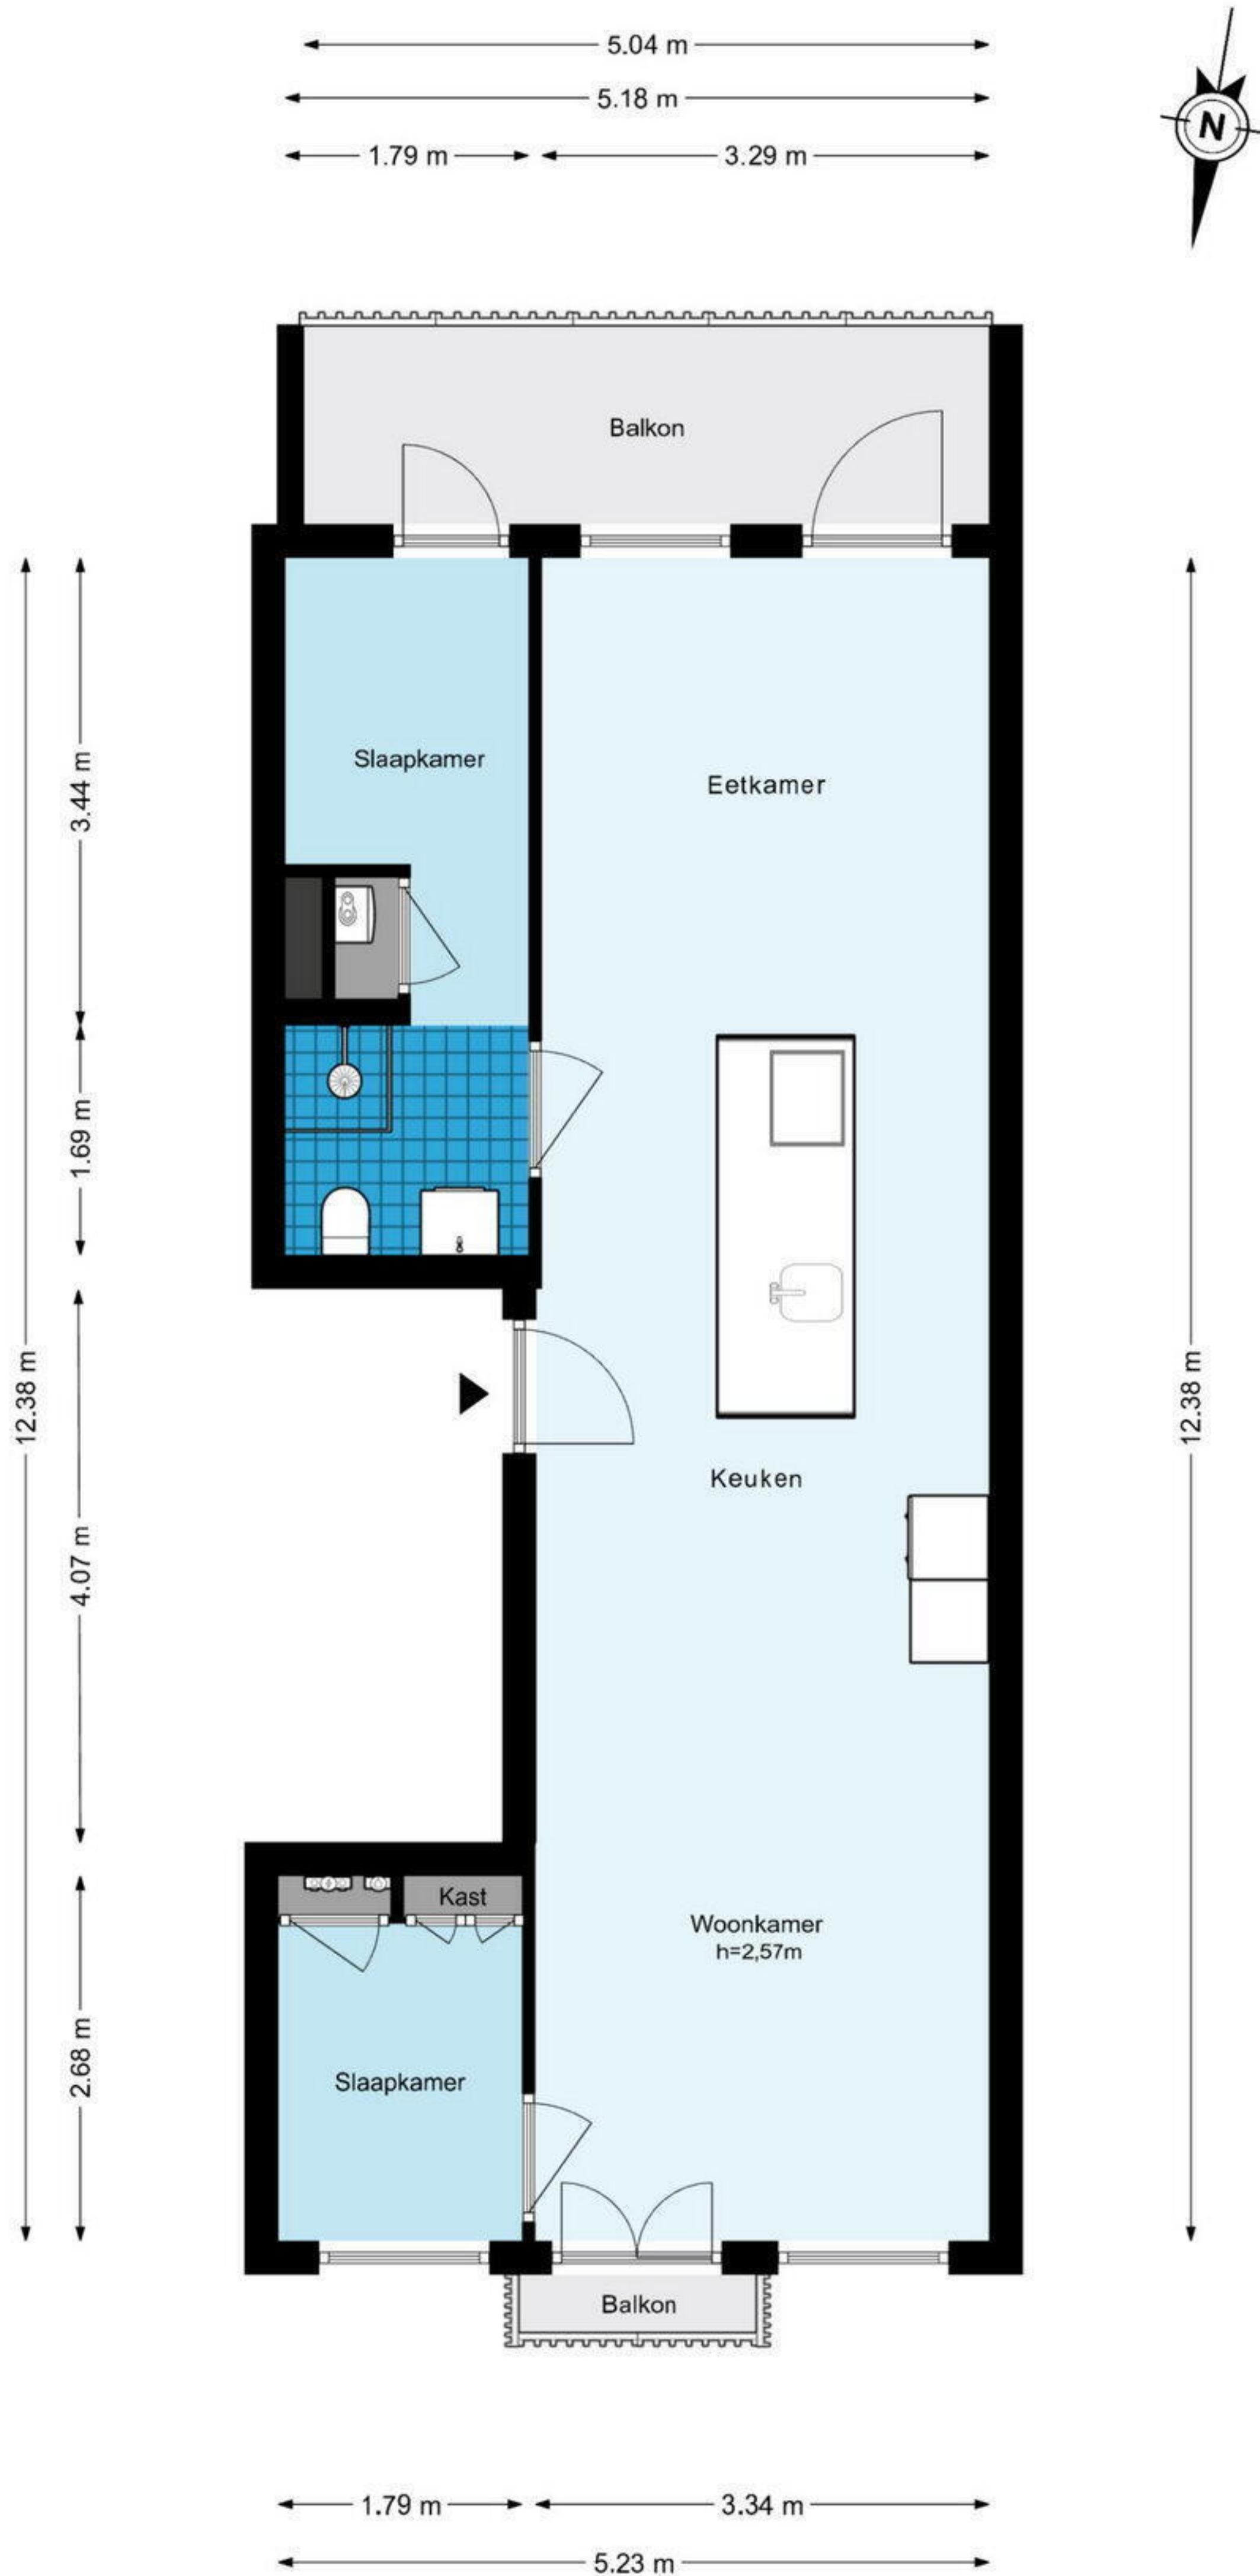 5.04 m
5.18 m
1.79 m
3.29 m
N
Balkon
Slaapkamer
Eetkamer
3.44 m
1.69 m
12.38 m
12.38 m
Keuken
4.07 m
Kast
Woonkamer
h=2,57m
Slaapkamer
2.68 m
Balkon
1.79 m
3.34 m
5.23 m